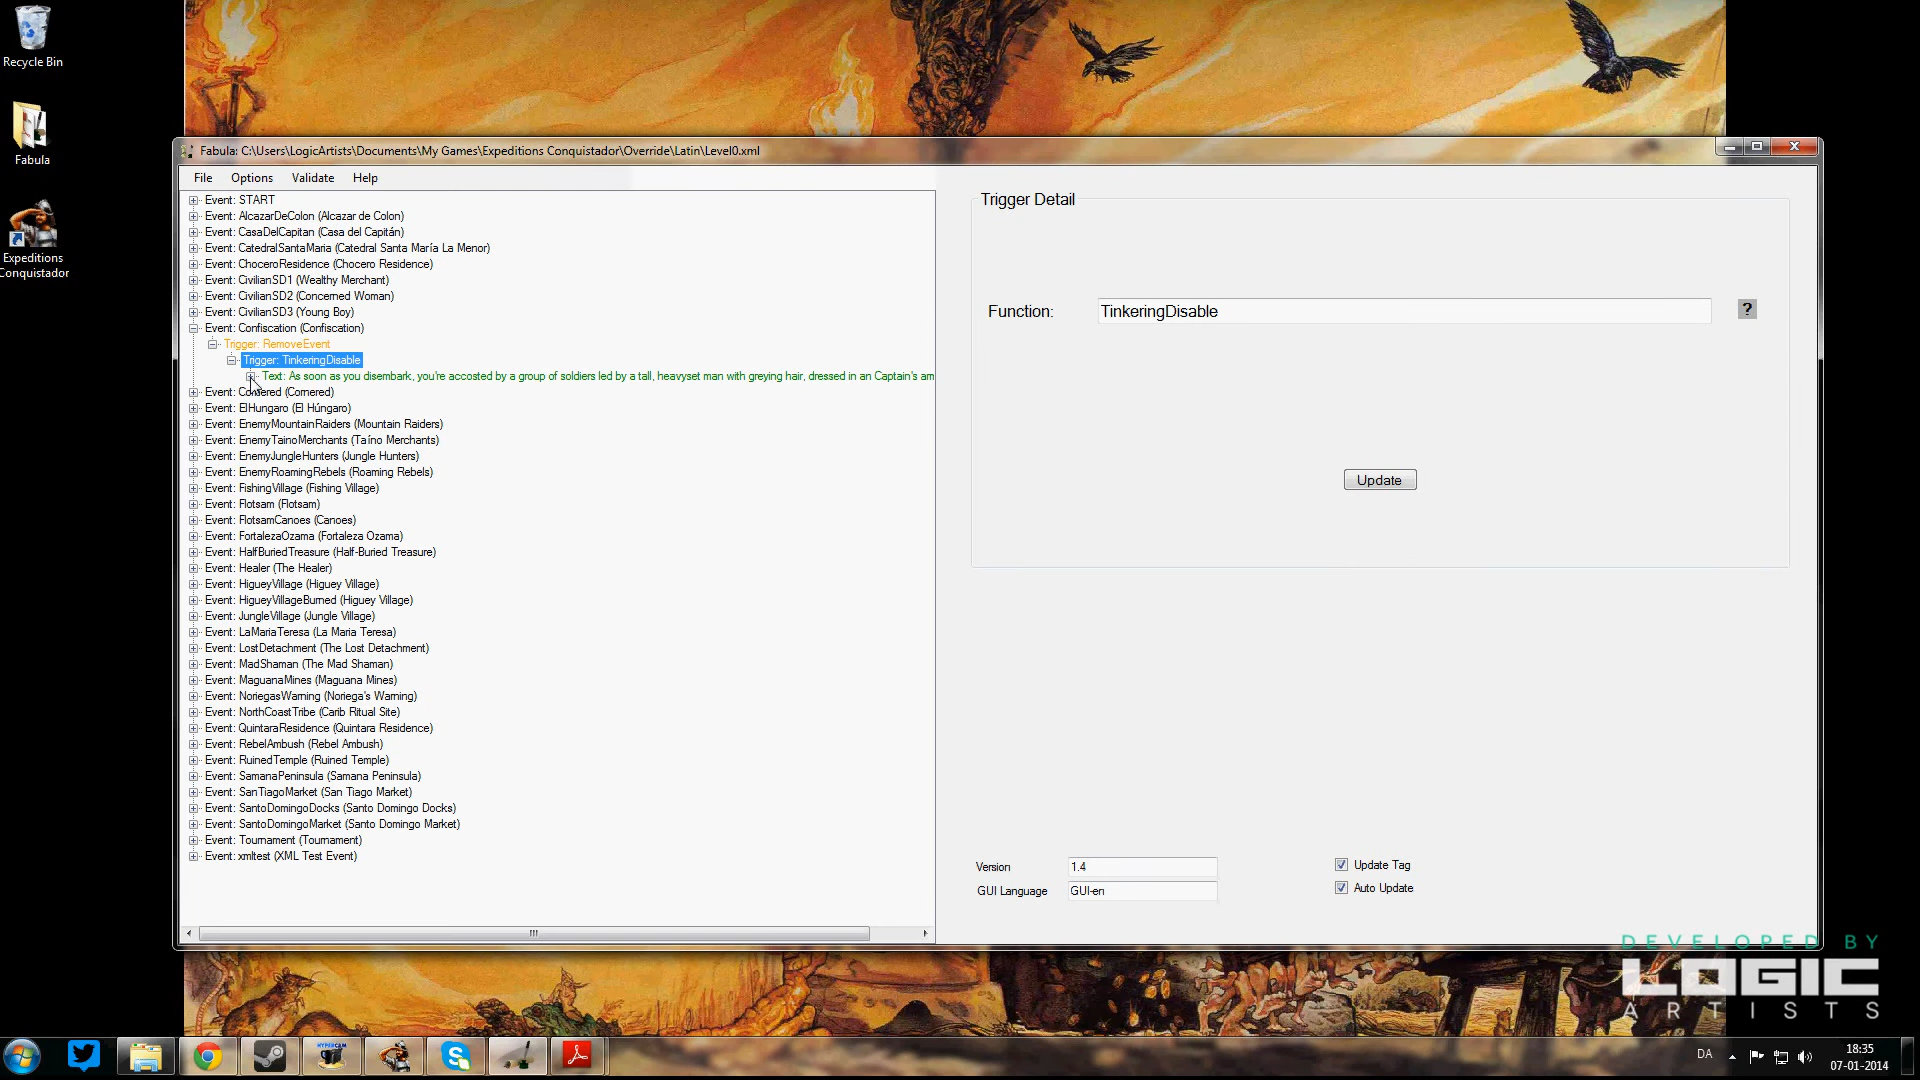 Recycle Bin
Fabula
Expeditions
Conquistador
Fabula: C:\Users\LogicArtists\Documents\My Games\Expeditions Conquistador\Override\Latin\Level0.xml
File Options Validate Help
Event: START
Event: AlcazarDeColon (Alcazar de Colon)
Event: CasaDelCapitan (Casa del Capitán)
Event: CatedralSantaMaria (Catedral Santa María La Menor)
Event: ChoceroResidence (Chocero Residence)
Event: CivilianSD1 (Wealthy Merchant)
Event: CivilianSD2 (Concerned Woman)
Event: CivilianSD3 (Young Boy)
Event: Confiscation (Confiscation)
Trigger: RemoveEvent
Trigger: TinkeringDisable
Text: As soon as you disembark, you're accosted by a group of soldiers led by a tall, heavyset man with greying hair, dressed in an Captain's am
Event: Cornered (Cornered)
Event: ElHungaro (El Húngaro)
Event: EnemyMountainRaiders (Mountain Raiders)
Event: EnemyTainoMerchants (Taíno Merchants)
Event: EnemyJungleHunters (Jungle Hunters)
Event: EnemyRoamingRebels (Roaming Rebels)
Event: FishingVillage (Fishing Village)
Event: Flotsam (Flotsam)
Event: FlotsamCanoes (Canoes)
Event: FortalezaOzama (Fortaleza Ozama)
Event: HalfBuriedTreasure (Half-Buried Treasure)
Event: Healer (The Healer)
Event: HigueyVillage (Higuey Village)
Event: HigueyVillageBurned (Higuey Village)
Event: JungleVillage (Jungle Village)
Event: LaMariaTeresa (La Maria Teresa)
Event: LostDetachment (The Lost Detachment)
Event: MadShaman (The Mad Shaman)
Event: MaguanaMines (Maguana Mines)
Event: NoriegasWarning (Noriega's Warning)
Event: NorthCoastTribe (Carib Ritual Site)
Event: QuintaraResidence (Quintara Residence)
Event: RebelAmbush (Rebel Ambush)
Event: RuinedTemple (Ruined Temple)
Event: SamanaPeninsula (Samana Peninsula)
Event: SanTiagoMarket (San Tiago Market)
Event: SantoDomingoDocks (Santo Domingo Docks)
Event: SantoDomingoMarket (Santo Domingo Market)
Event: Tournament (Tournament)
Event: xmltest (XML Test Event)
Trigger Detail
Function: TinkeringDisable ?
Update
Version 1.4
GUI Language GUI-en
Update Tag
Auto Update
DEVELOPED BY
LOGIC
ARTISTS
HYPERCAM
DA
18:35
07-01-2014